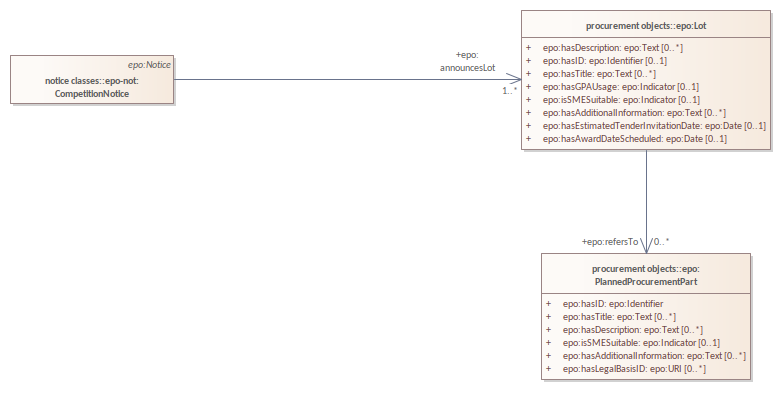 epo:Notice
notice classes::epo-not:
CompetitionNotice
+epo:
announcesLot
1..*
procurement objects::epo:Lot
+ epo:hasDescription: epo:Text [0..*]
+ epo:hasID: epo:Identifier [0..1]
+ epo:hasTitle: epo:Text [0..*]
+ epo:hasGPAUsage: epo:Indicator [0..1]
+ epo:isSMESuitable: epo:Indicator [0..1]
+ epo:hasAdditionalInformation: epo:Text [0..*]
+ epo:hasEstimatedTenderInvitationDate: epo:Date [0..1]
+ epo:hasAwardDateScheduled: epo:Date [0..1]
+epo:refersTo 0..*
procurement objects::epo:
PlannedProcurementPart
+ epo:hasID: epo:Identifier
+ epo:hasTitle: epo:Text [0..*]
+ epo:hasDescription: epo:Text [0..*]
+ epo:isSMESuitable: epo:Indicator [0..1]
+ epo:hasAdditionalInformation: epo:Text [0..*]
+ epo:hasLegalBasisID: epo:URI [0..*]